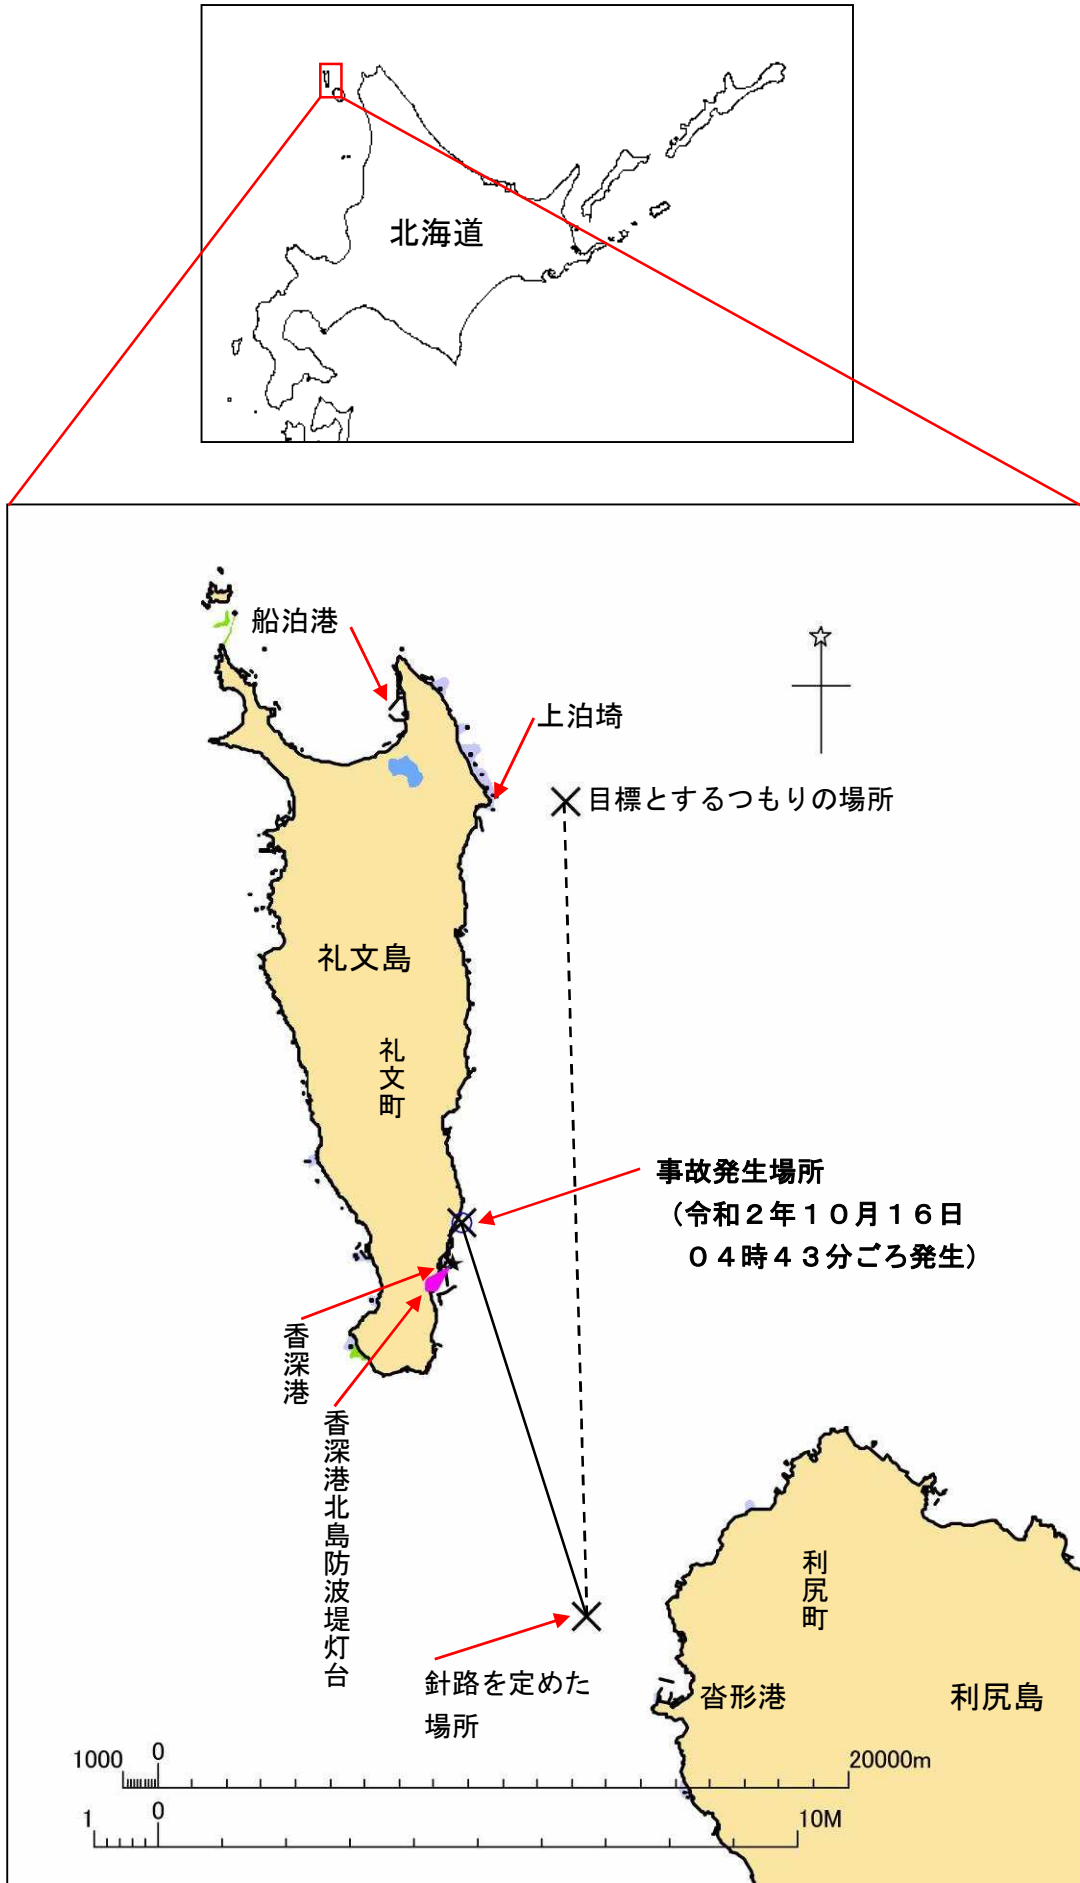 北海道
船泊港
上泊埼
目標とするつもりの場所
礼文島
礼文町
事故発生場所
（令和２年１０月１６日
０４時４３分ごろ発生）
香深港
香深港北島防波堤灯台
利尻町
針路を定めた
場所
沓形港
利尻島
1000 0 20000m
1 0 10M